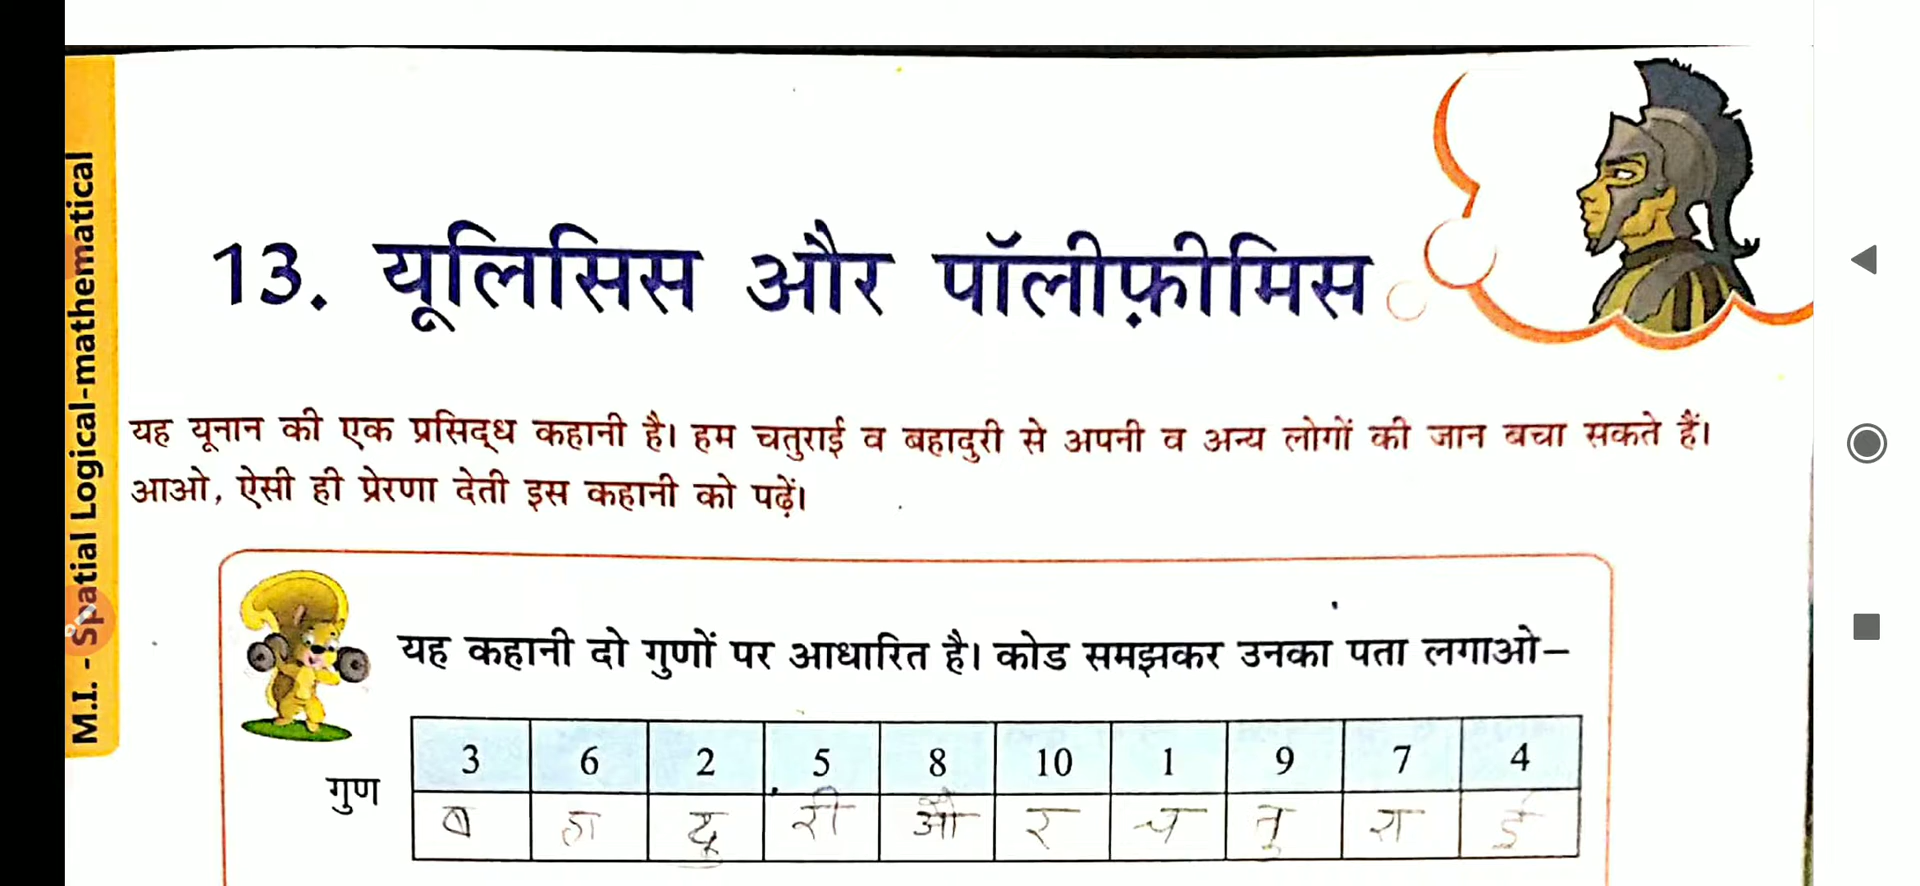 M.I. - Spatial Logical-mathematical
13. यूलिसिस और पॉलीफ़ीमिस
यह यूनान की एक प्रसिद्ध कहानी है। हम चतुराई व बहादुरी से अपनी व अन्य लोगों की जान बचा सकते हैं।
आओ, ऐसी ही प्रेरणा देती इस कहानी को पढ़ें।
यह कहानी दो गुणों पर आधारित है। कोड समझकर उनका पता लगाओ–
3 6 2 5 8 10 1 9 7 4
गुण
ब हा दू री औ र च तु रा ई